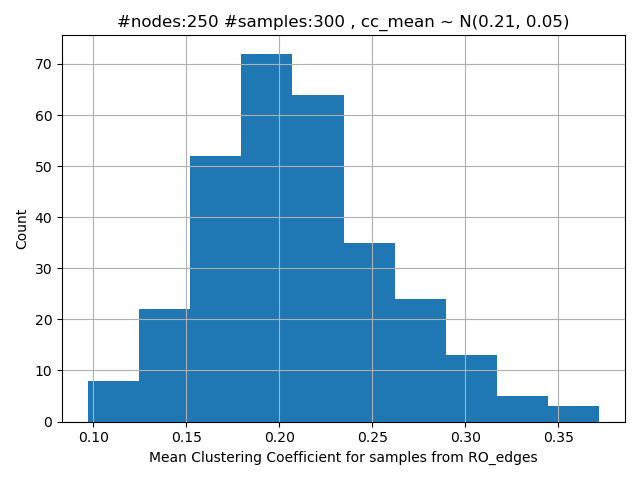 #nodes:250 #samples:300 , cc_mean ~ N(0.21, 0.05)
70
60
50
40
30
20
10
0
Count
0.10 0.15 0.20 0.25 0.30 0.35
Mean Clustering Coefficient for samples from RO_edges